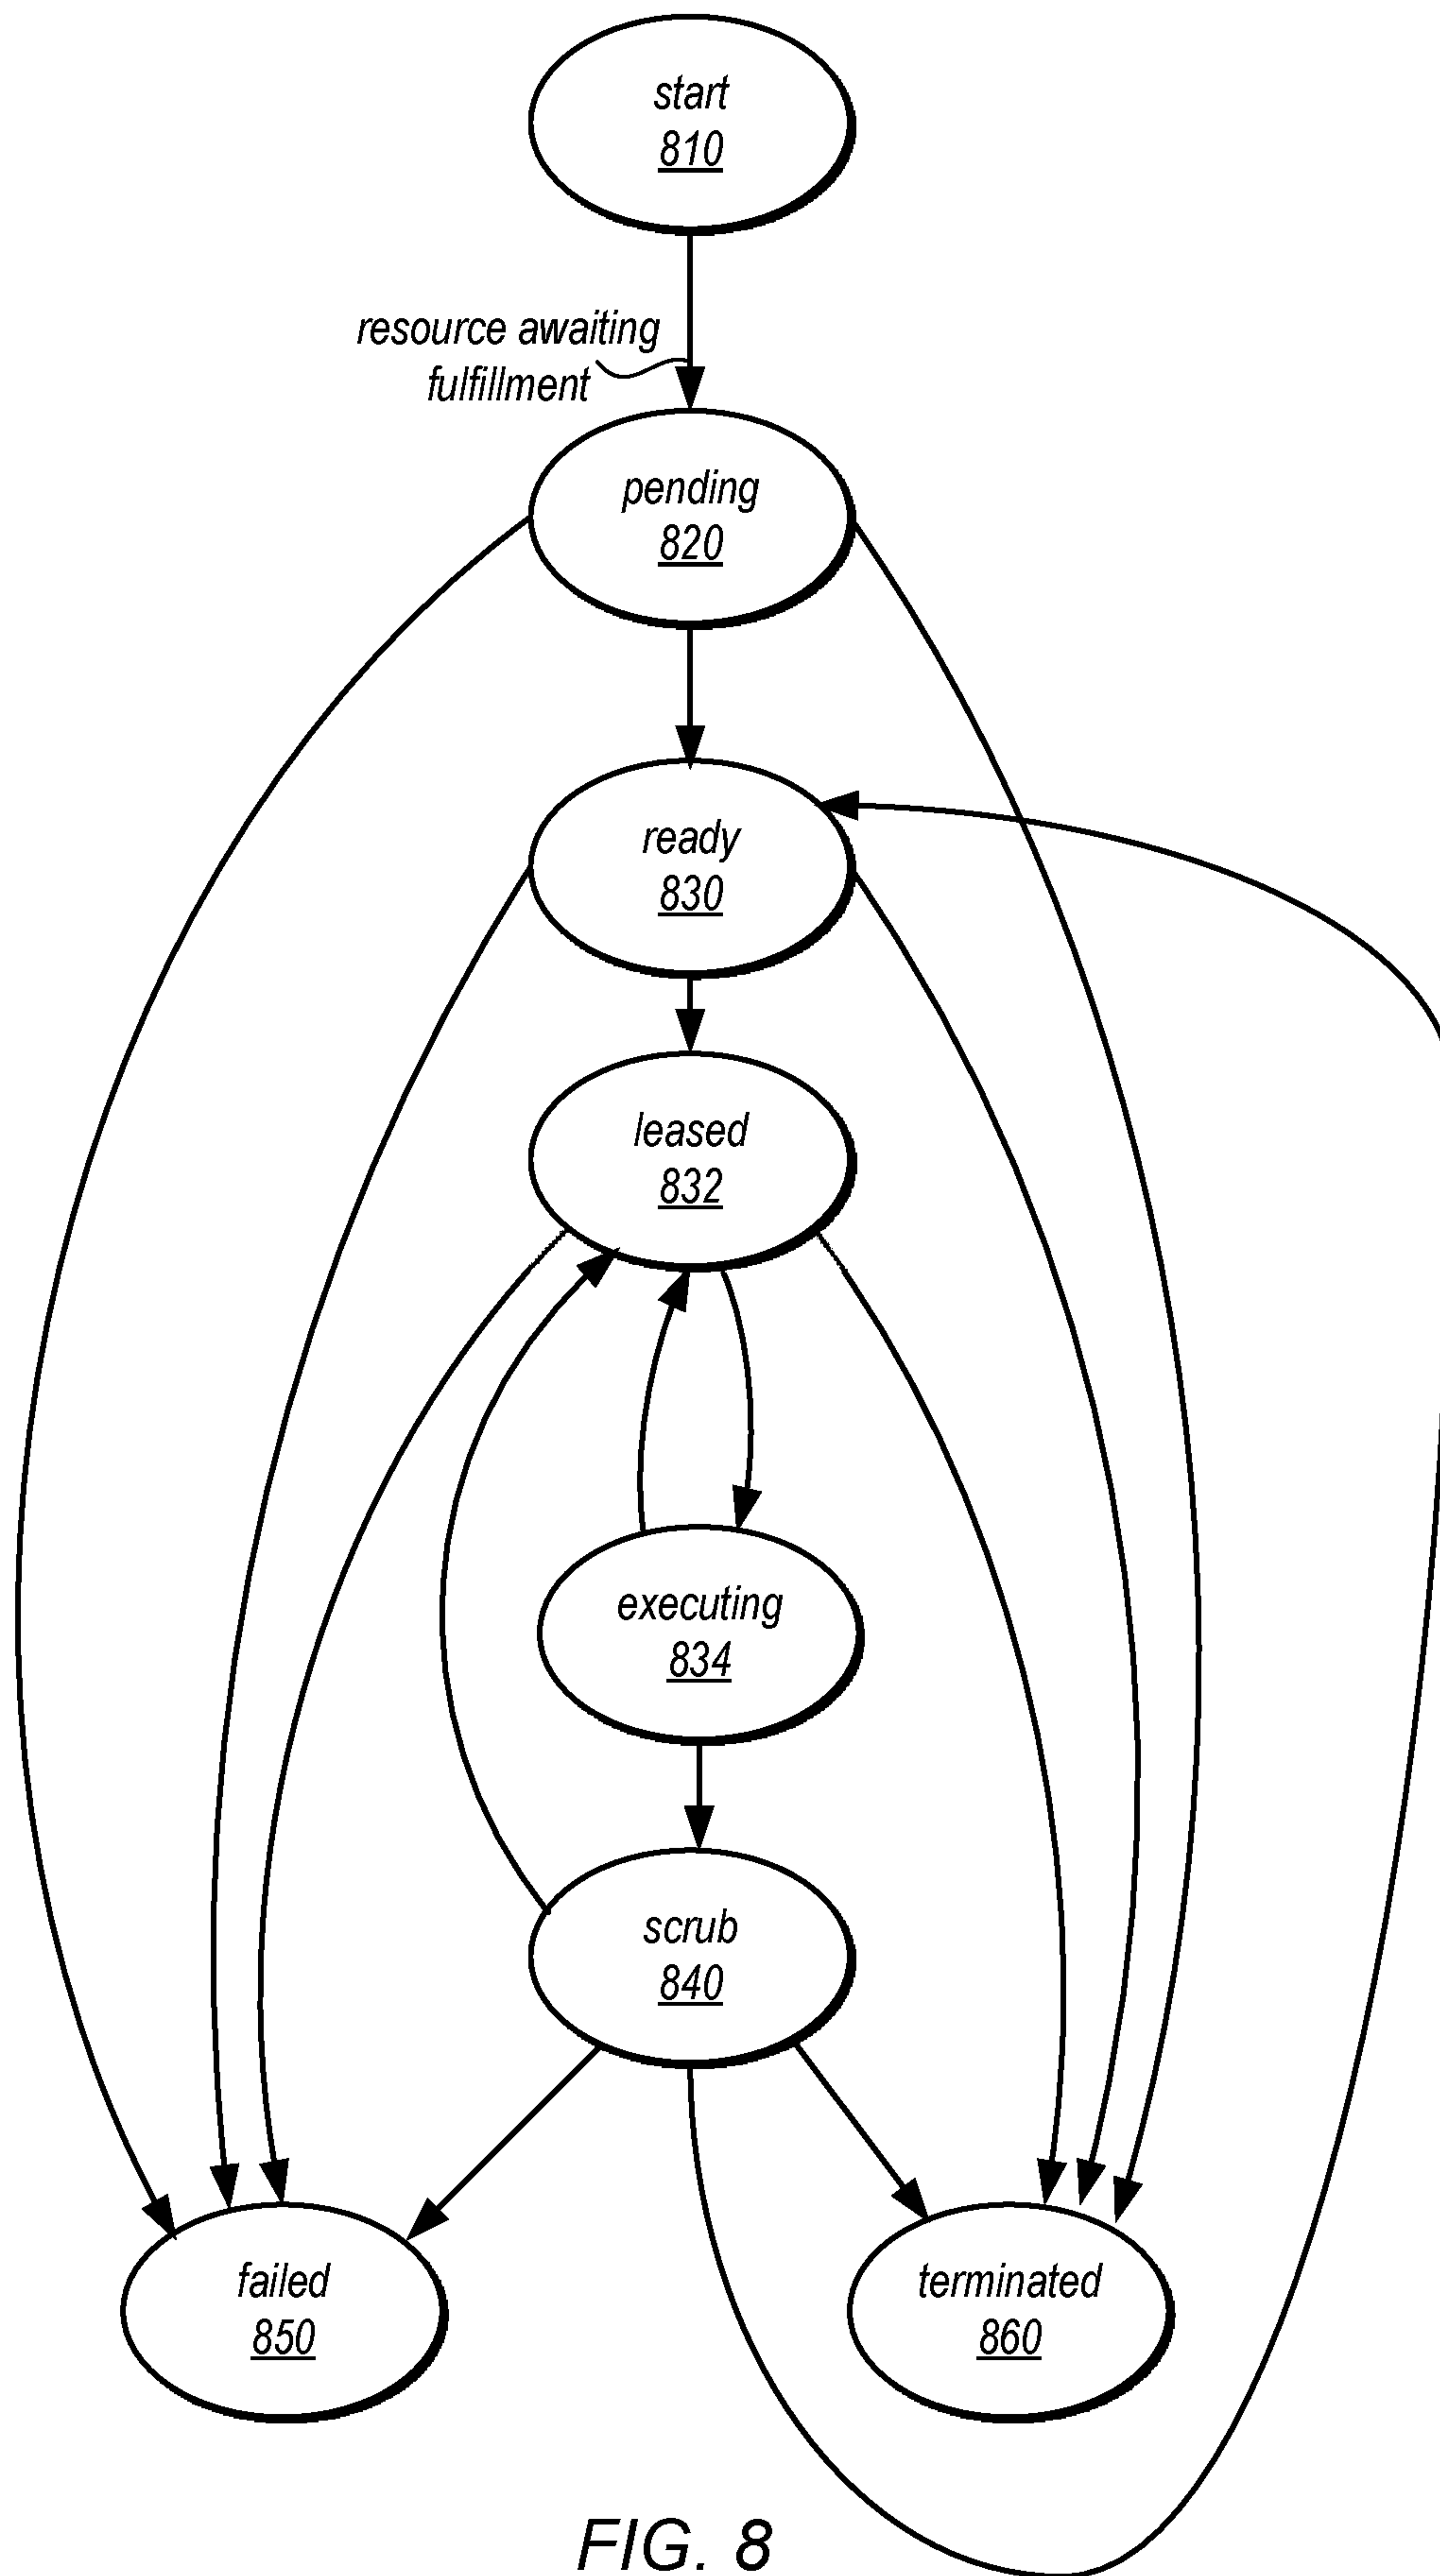 start
810
resource awaiting
fulfillment
pending
820
ready
830
leased
832
executing
834
scrub
840
failed
850
terminated
860
FIG. 8